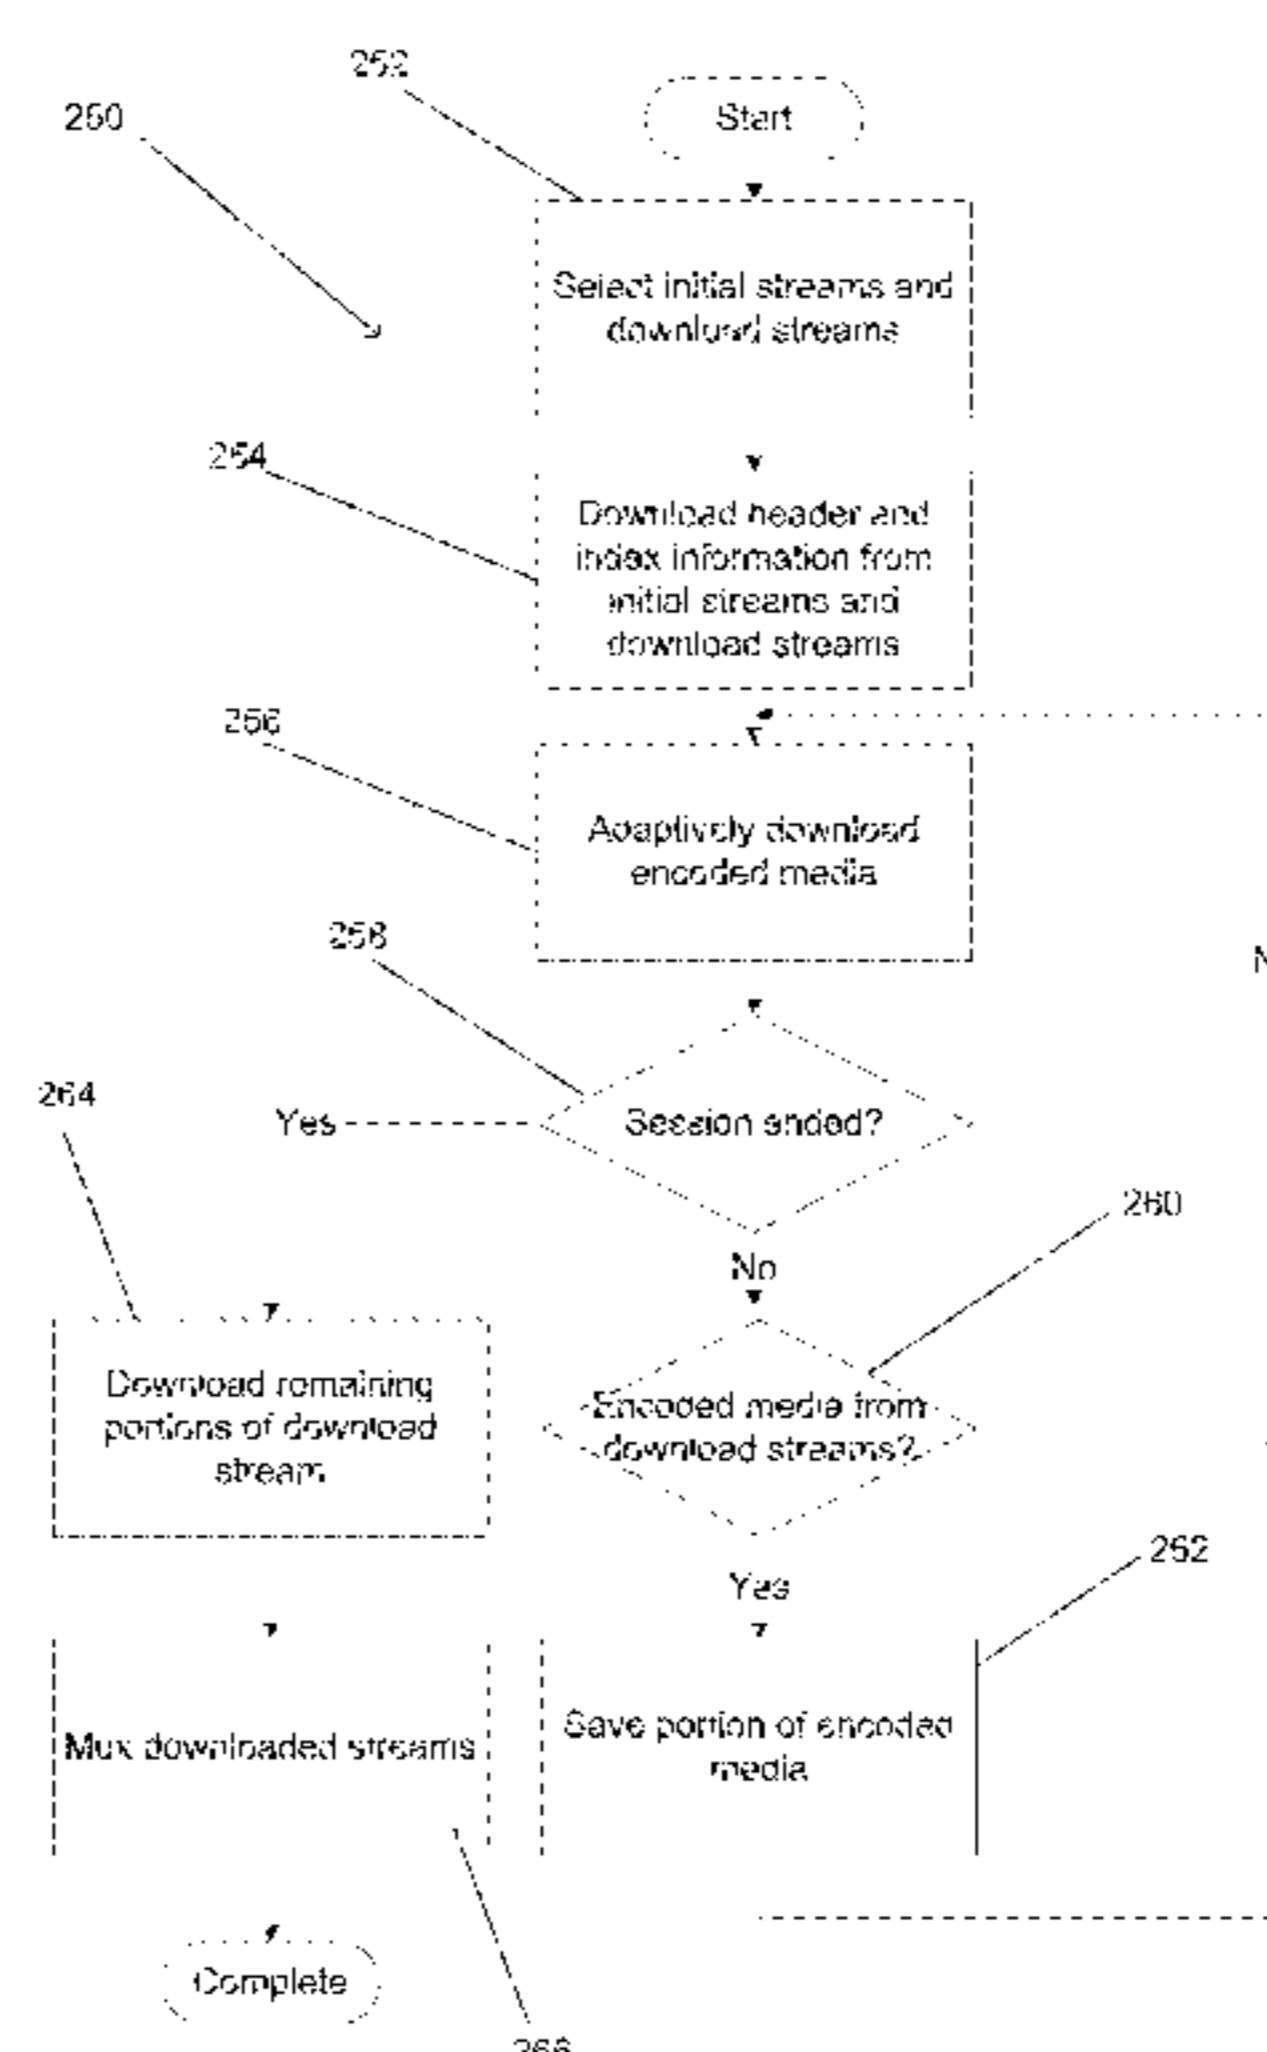 252
250
Start
Select initial streams and
download streams
254
Download header and
index information from
initial streams and
download streams
256
Adaptively download
encoded media
258
264
Yes
Session ended?
260
No
Download remaining
portions of download
stream
Encoded media from
download streams?
262
Yes
Mux downloaded streams
Save portion of encoded
media
Complete
266